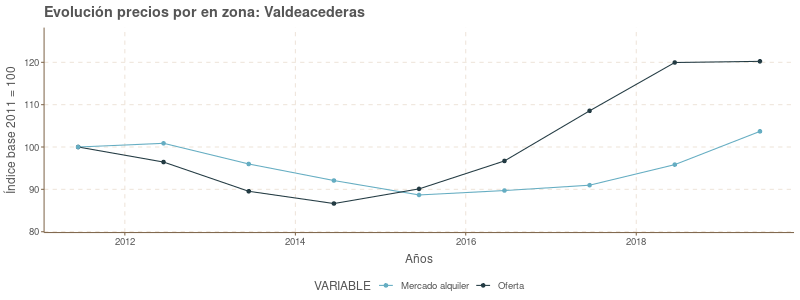 Evolución precios por en zona: Valdeacederas
Índice base 2011 = 100
120
110
100
90
80
2012 2014 2016 2018
Años
VARIABLE Mercado alquiler Oferta